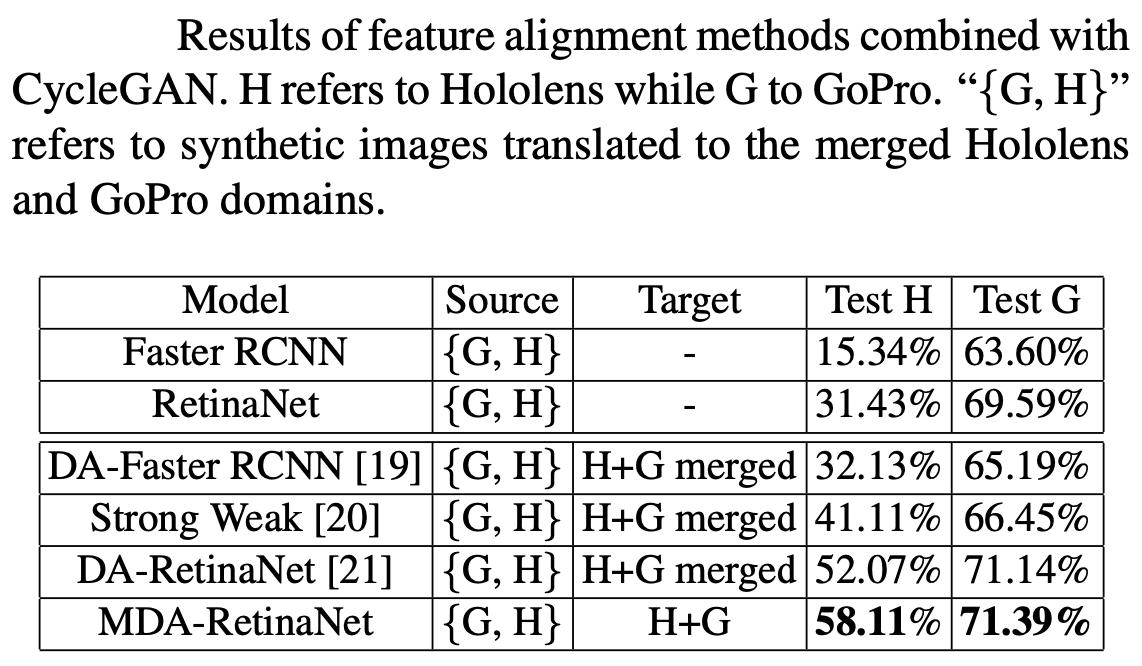 Results of feature alignment methods combined with
CycleGAN. H refers to Hololens while G to GoPro. “{G, H}”
refers to synthetic images translated to the merged Hololens
and GoPro domains.
Model Source Target Test H Test G
Faster RCNN {G, H} - 15.34% 63.60%
RetinaNet {G, H} - 31.43% 69.59%
DA-Faster RCNN [19] {G, H} H+G merged 32.13% 65.19%
Strong Weak [20] {G, H} H+G merged 41.11% 66.45%
DA-RetinaNet [21] {G, H} H+G merged 52.07% 71.14%
MDA-RetinaNet {G, H} H+G 58.11% 71.39%